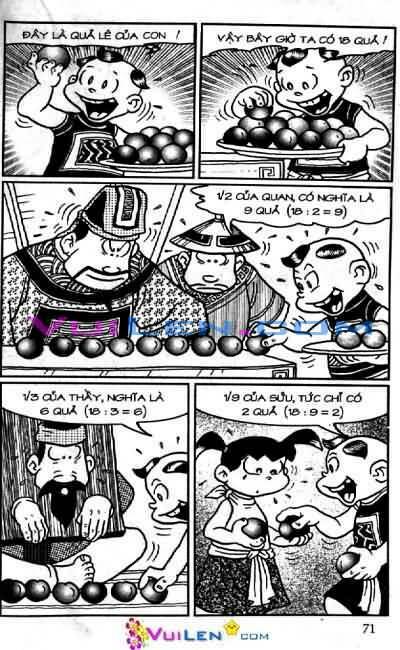 ĐÂY LÀ QUẢ LÊ CỦA CON !
VẬY BÂY GIỜ TA CÓ 18 QUẢ !
1/2 CỦA QUAN, CÓ NGHĨA LÀ
9 QUẢ (18 : 2 = 9)
VUILEN.COM
1/3 CỦA THẦY, NGHĨA LÀ
6 QUẢ (18 : 3 = 6)
1/9 CỦA SỬU, TỨC CHỈ CÓ
2 QUẢ (18 : 9 = 2)
71
VUILEN.COM